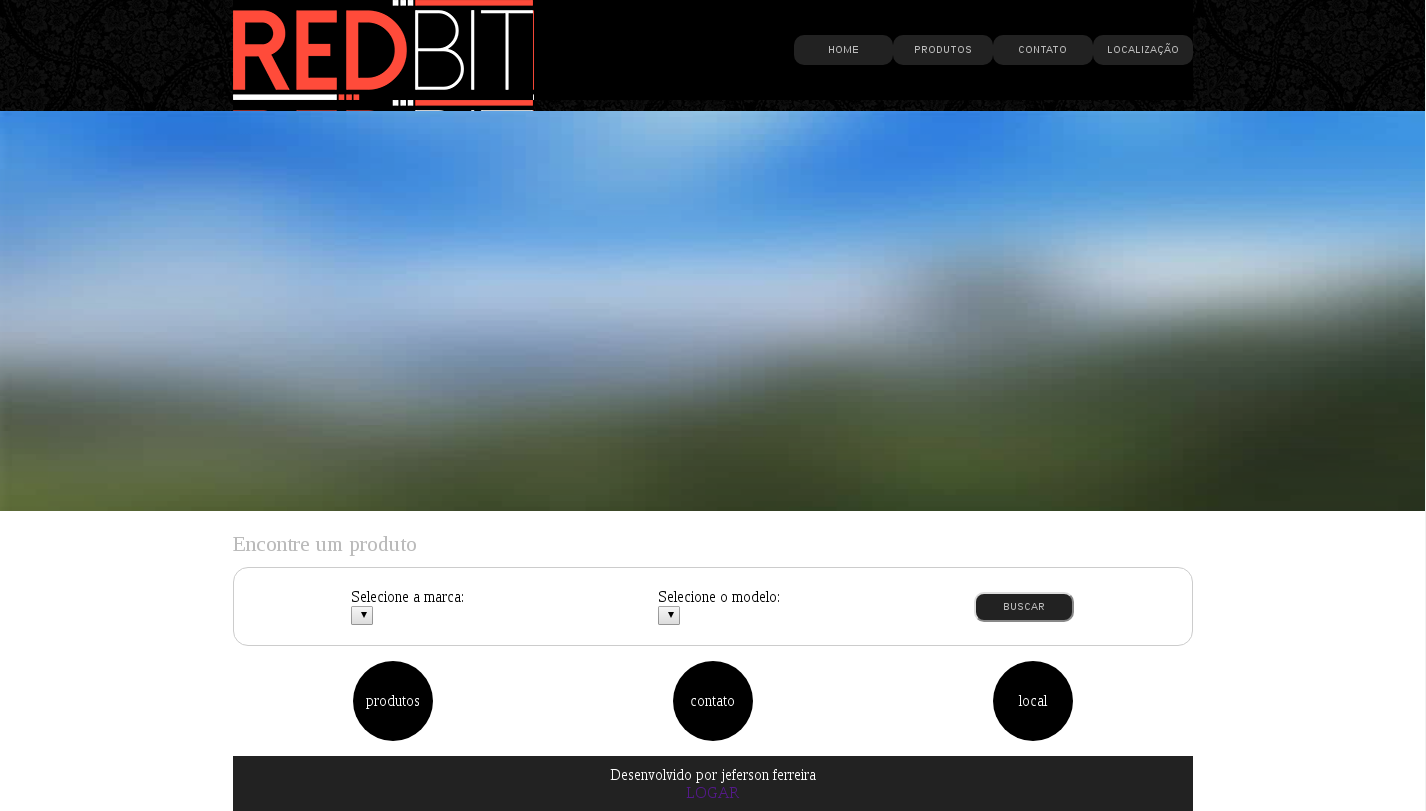 REDBIT
HOME PRODUTOS CONTATO LOCALIZAÇÃO
Encontre um produto
Selecione a marca: Selecione o modelo:
BUSCAR
produtos contato local
Desenvolvido por jeferson ferreira
LOGAR